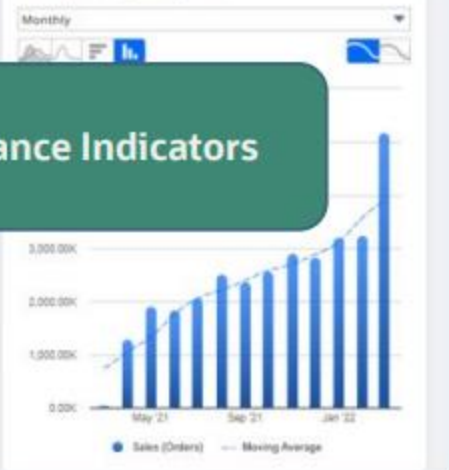 Monthly
ance Indicators
3,000.00K
2,000.00K
1,000.00K
0.00K
May '21
Sep '21
Jan '22
Sales (Orders)
Moving Average